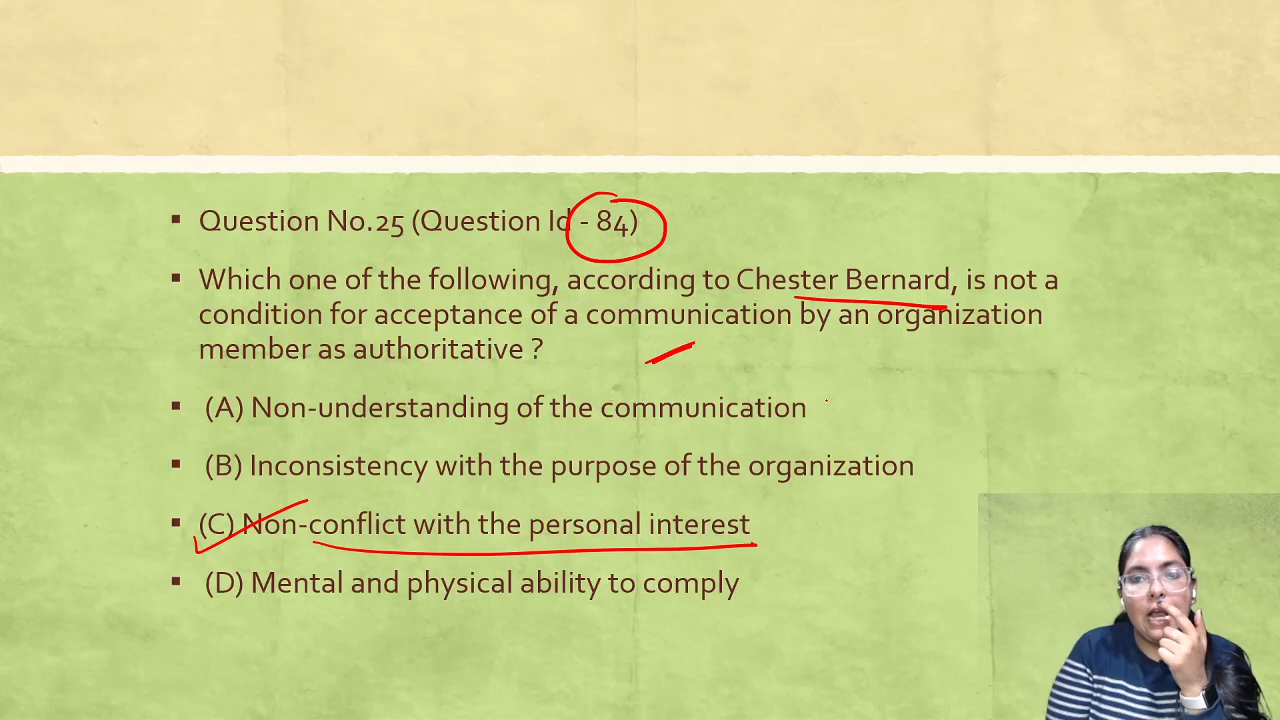 ▪ Question No.25 (Question Id - 84)
▪ Which one of the following, according to Chester Bernard, is not a
condition for acceptance of a communication by an organization
member as authoritative ?
▪ (A) Non-understanding of the communication
▪ (B) Inconsistency with the purpose of the organization
▪ (C) Non-conflict with the personal interest
▪ (D) Mental and physical ability to comply